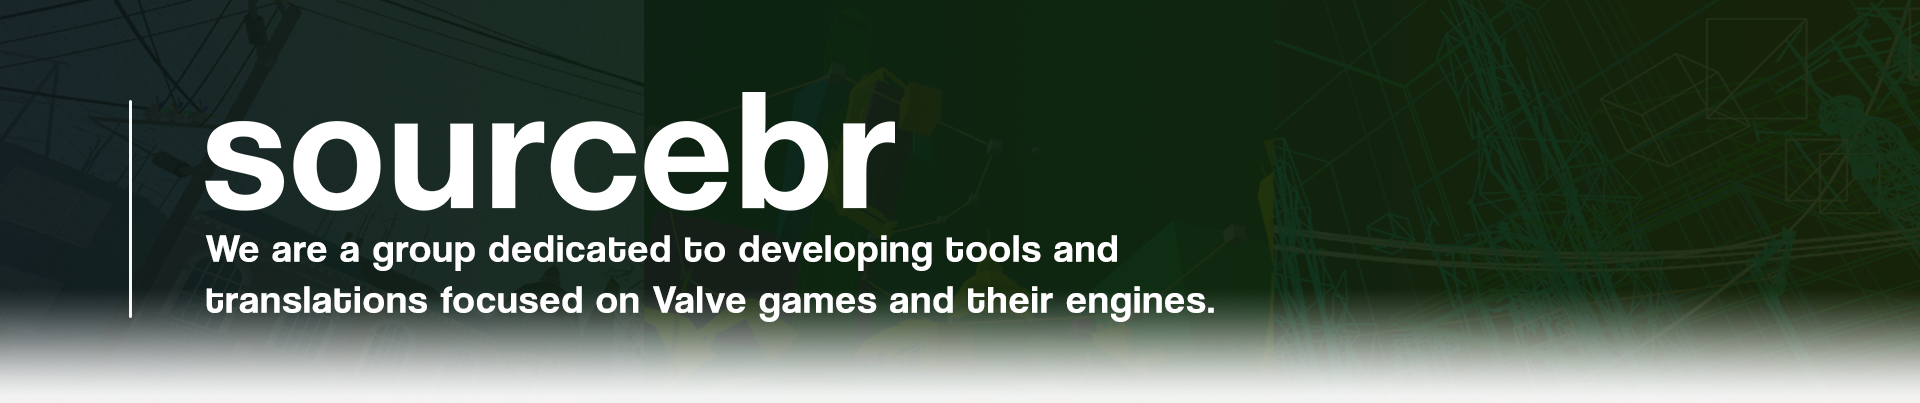 sourcebr
We are a group dedicated to developing tools and
translations focused on Valve games and their engines.